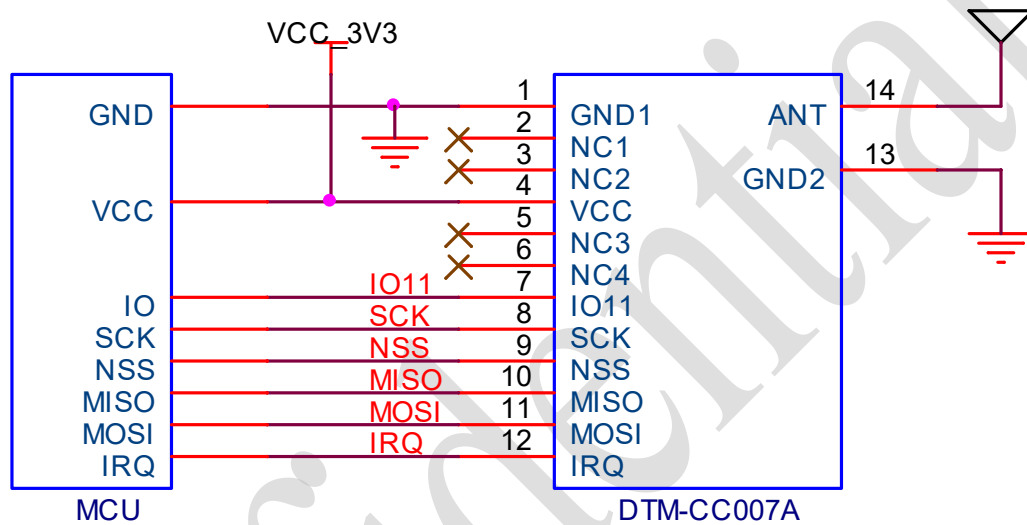 VCC_3V3
GND
VCC
IO
SCK
NSS
MISO
MOSI
IRQ
MCU
IO11
SCK
NSS
MISO
MOSI
IRQ
1
2
3
4
5
6
7
8
9
10
11
12
GND1
NC1
NC2
VCC
NC3
NC4
IO11
SCK
NSS
MISO
MOSI
IRQ
ANT
GND2
14
13
DTM-CC007A
fidential